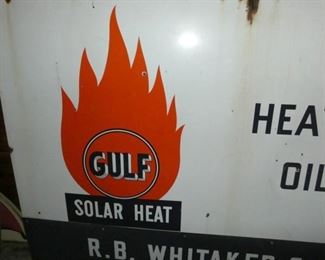 GULF
SOLAR HEAT
HEA
OIL
R.B. WHITAKER